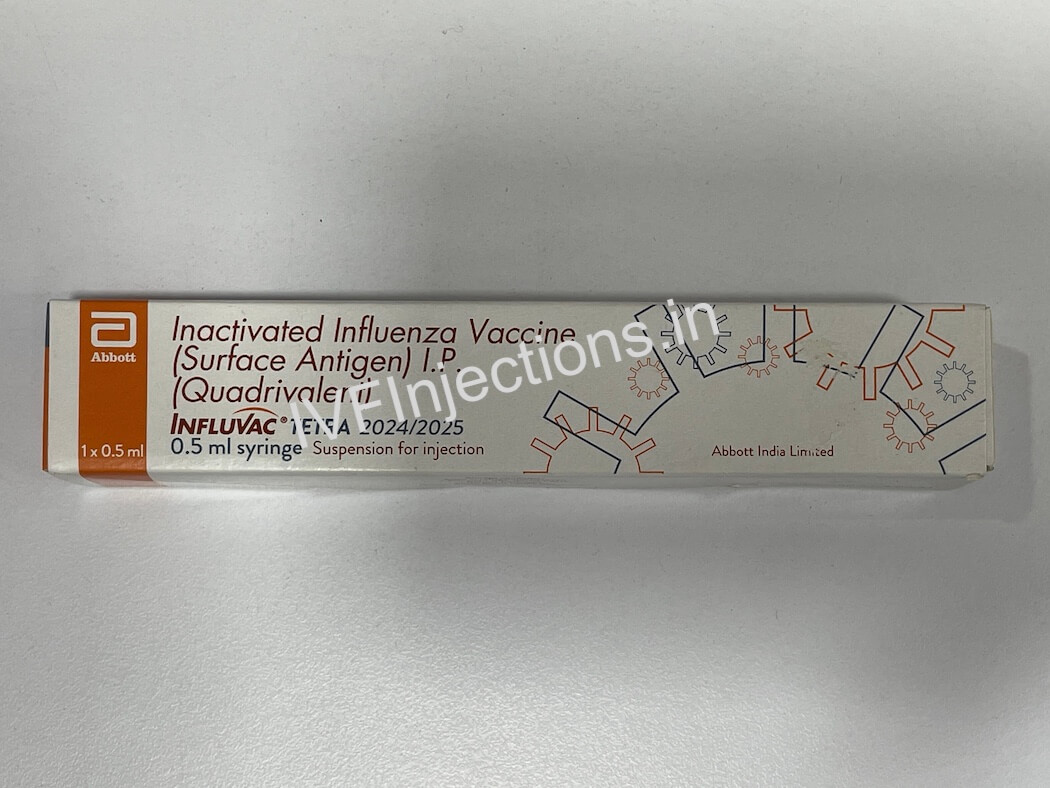 Abbott
1 x 0.5 ml
Inactivated Influenza Vaccine
(Surface Antigen) I.P.
(Quadrivalent)
INFLUVAC® TETRA 2024/2025
0.5 ml syringe Suspension for injection
Abbott India Limited
IVFInjections.in